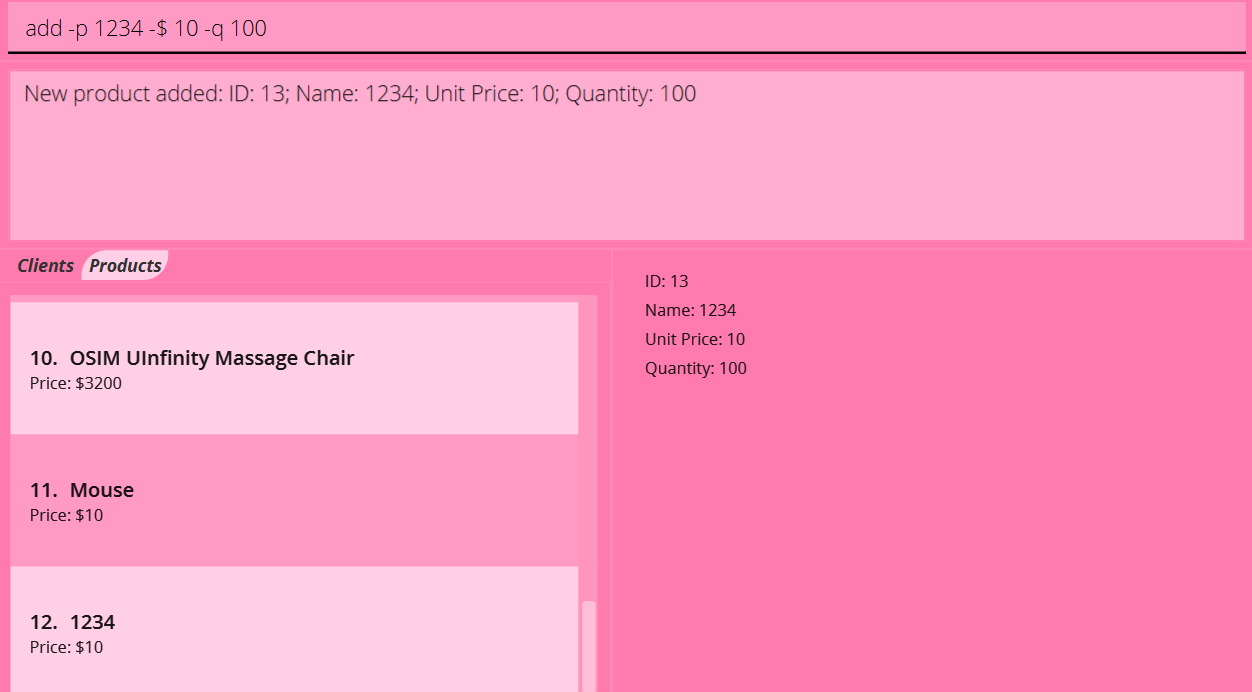 add -p 1234 -$ 10 -q 100
New product added: ID: 13; Name: 1234; Unit Price: 10; Quantity: 100
Clients Products
10. OSIM UInfinity Massage Chair
Price: $3200
11. Mouse
Price: $10
12. 1234
Price: $10
ID: 13
Name: 1234
Unit Price: 10
Quantity: 100